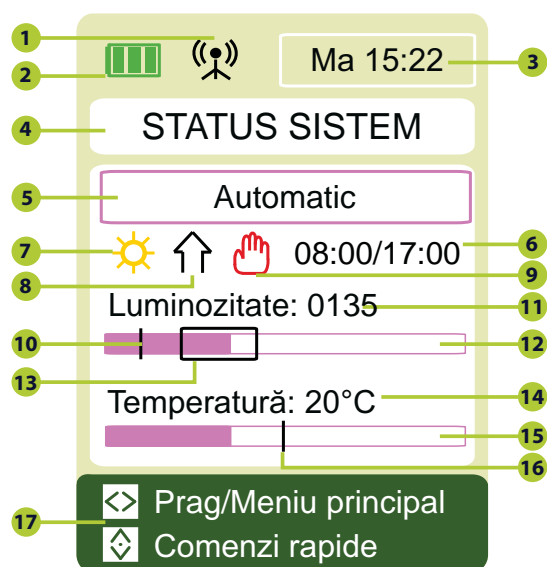 1
2
Ma 15:22
3
4
STATUS SISTEM
5
Automatic
7
8
08:00/17:00
6
9
Luminozitate: 0135
11
10
12
13
Temperatură: 20°C
14
15
16
17
Prag/Meniu principal
Comenzi rapide